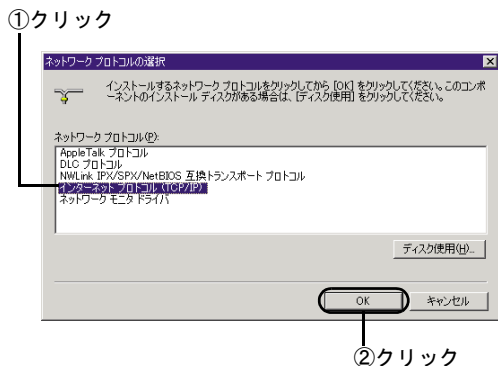 ①クリック
ネットワーク プロトコルの選択
インストールするネットワーク プロトコルをクリックしてから [OK] をクリックしてください。このコンポ
ーネントのインストール ディスクがある場合は、[ディスク使用] をクリックしてください。
ネットワーク プロトコル(P):
AppleTalk プロトコル
DLC プロトコル
NWLink IPX/SPX/NetBIOS 互換トランスポート プロトコル
インターネット プロトコル (TCP/IP)
ネットワーク モニタ ドライバ
ディスク使用(H)...
OK
キャンセル
②クリック